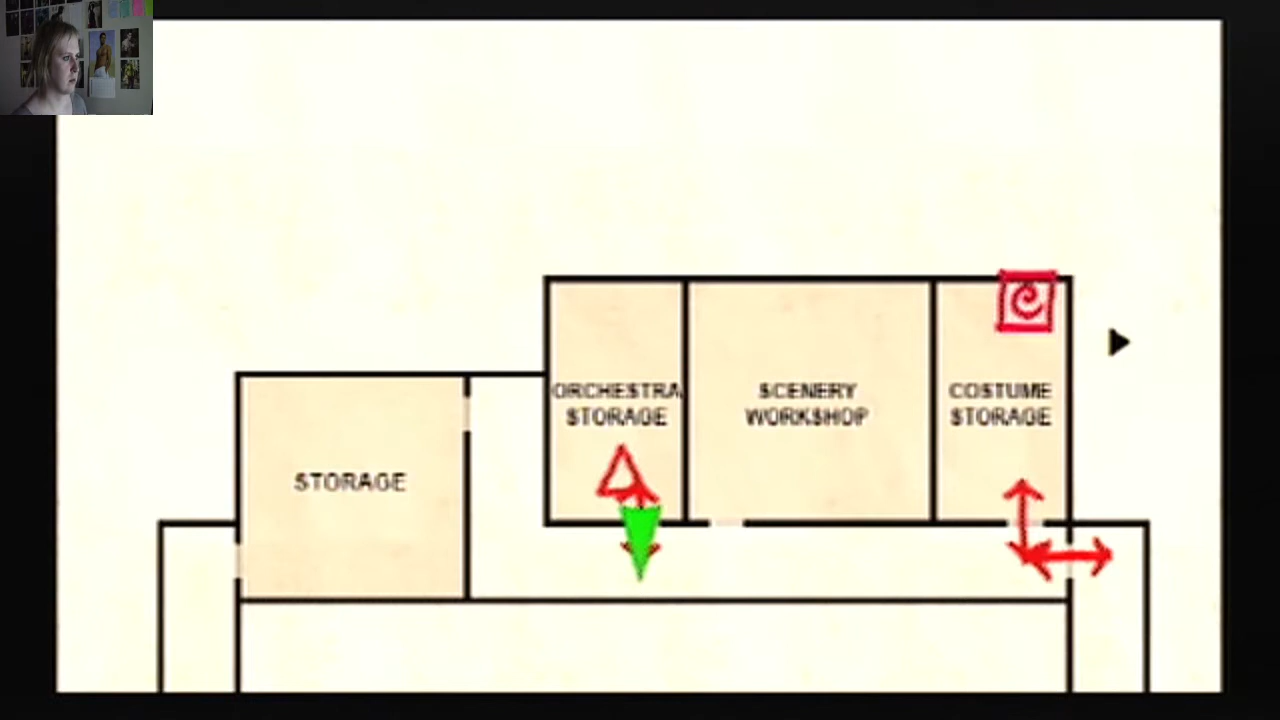 ORCHESTRA
STORAGE
SCENERY
WORKSHOP
COSTUME
STORAGE
STORAGE